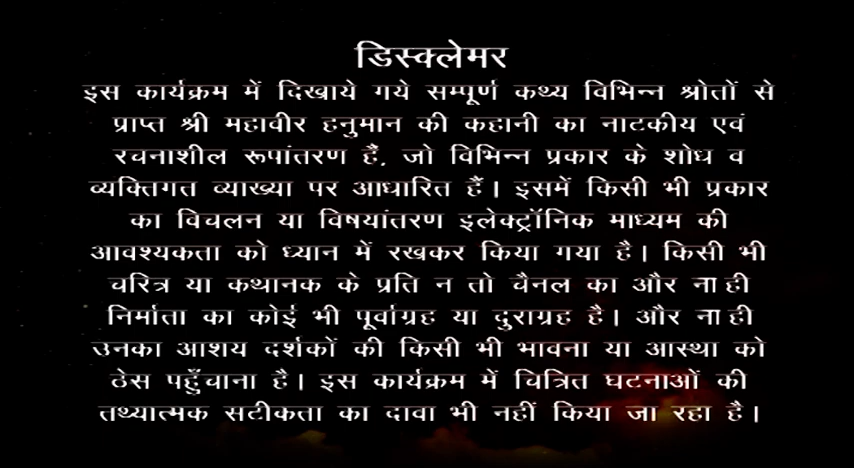 डिस्क्लेमर
इस कार्यक्रम में दिखाये गये सम्पूर्ण कथ्य विभिन्न श्रोतों से
प्राप्त श्री महावीर हनुमान की कहानी का नाटकीय एवं
रचनाशील रूपांतरण हैं, जो विभिन्न प्रकार के शोध व
व्यक्तिगत व्याख्या पर आधारित हैं। इसमें किसी भी प्रकार
का विचलन या विषयांतरण इलेक्ट्रॉनिक माध्यम की
आवश्यकता को ध्यान में रखकर किया गया है। किसी भी
चरित्र या कथानक के प्रति न तो चैनल का और ना ही
निर्माता का कोई भी पूर्वाग्रह या दुराग्रह है। और ना ही
उनका आशय दर्शकों की किसी भी भावना या आस्था को
ठेस पहुँचाना है। इस कार्यक्रम में चित्रित घटनाओं की
तथ्यात्मक सटीकता का दावा भी नहीं किया जा रहा है।